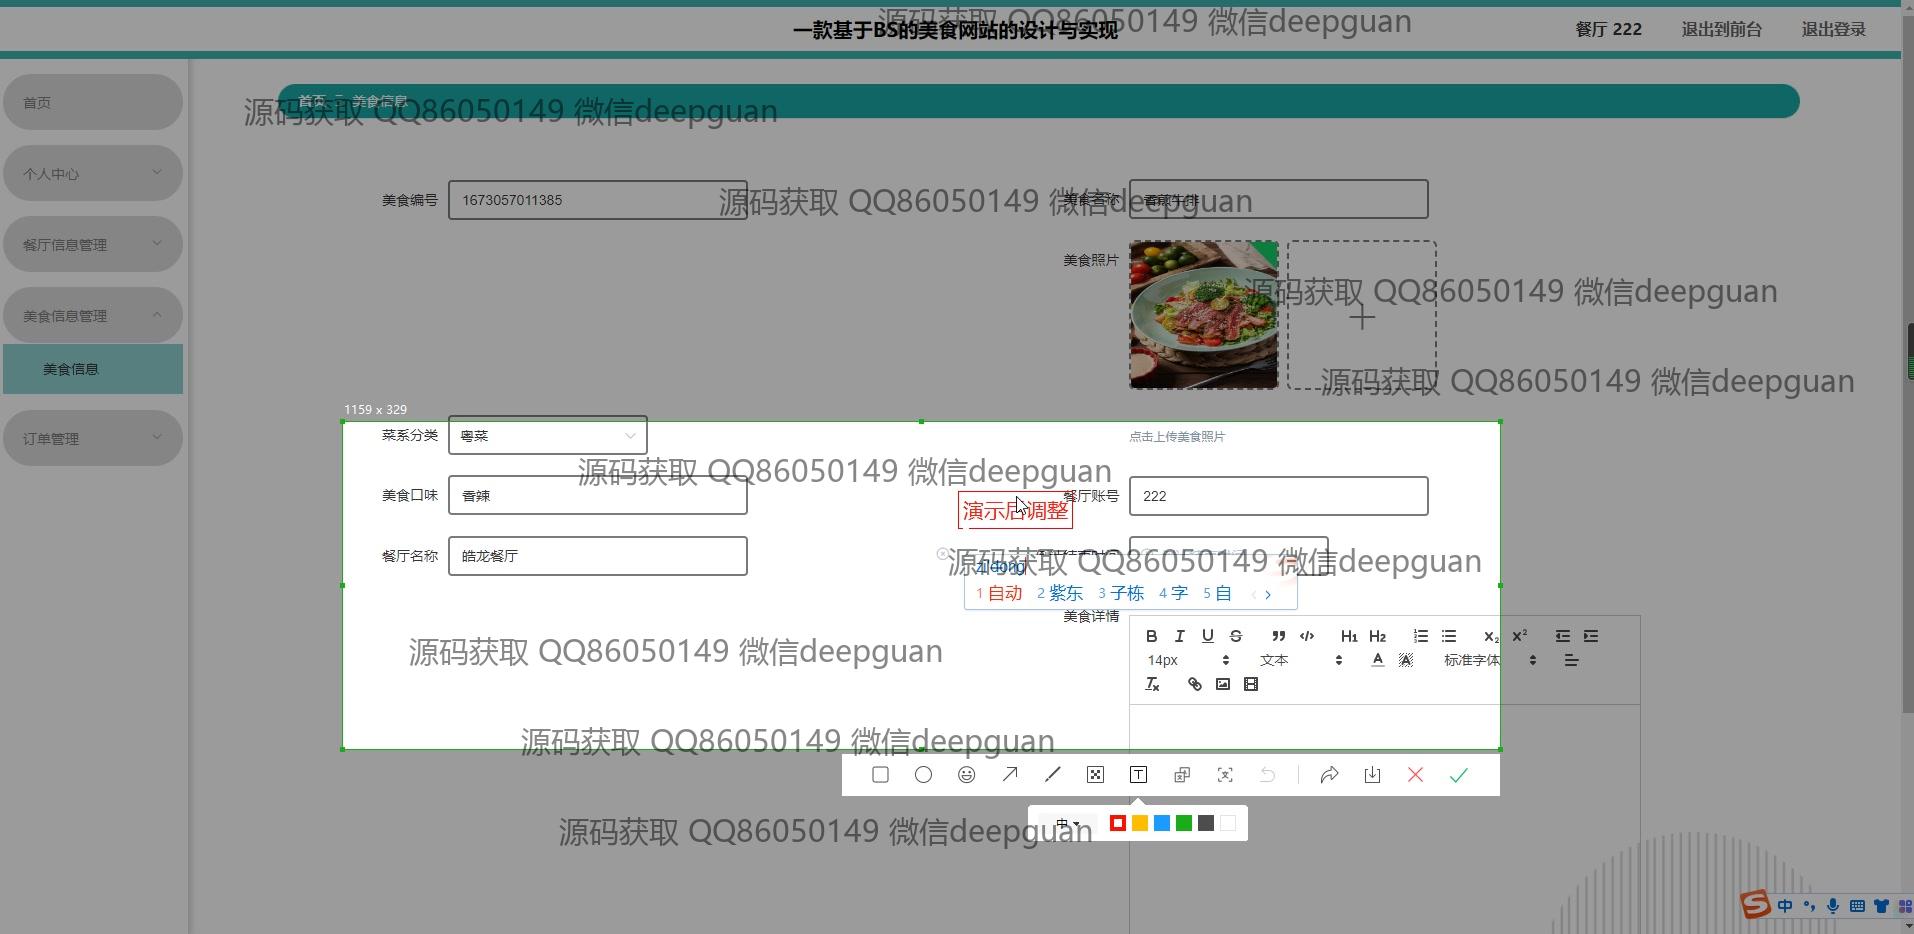 源码获取 QQ86050149 微信deepguan
一款基于BS的美食网站的设计与实现
餐厅 222
退出到前台
退出登录
首页
个人中心
餐厅信息管理
美食信息管理
美食信息
订单管理
首页
美食信息
源码获取 QQ86050149 微信deepguan
美食编号
1673057011385
源码获取 QQ86050149 微信deepguan
美食名称
香煎牛排
美食照片
源码获取 QQ86050149 微信deepguan
源码获取 QQ86050149 微信deepguan
1159 x 329
菜系分类
粤菜
点击上传美食照片
源码获取 QQ86050149 微信deepguan
美食口味
香辣
演示后调整
餐厅账号
222
餐厅名称
皓龙餐厅
源码获取 QQ86050149 微信deepguan
zi'dong
1 自动 2 紫东 3 子栋 4 字 5 自
美食详情
B I U S H1 H2 X2 X2
14px
文本
A
标准字体
源码获取 QQ86050149 微信deepguan
源码获取 QQ86050149 微信deepguan
源码获取 QQ86050149 微信deepguan
中
中